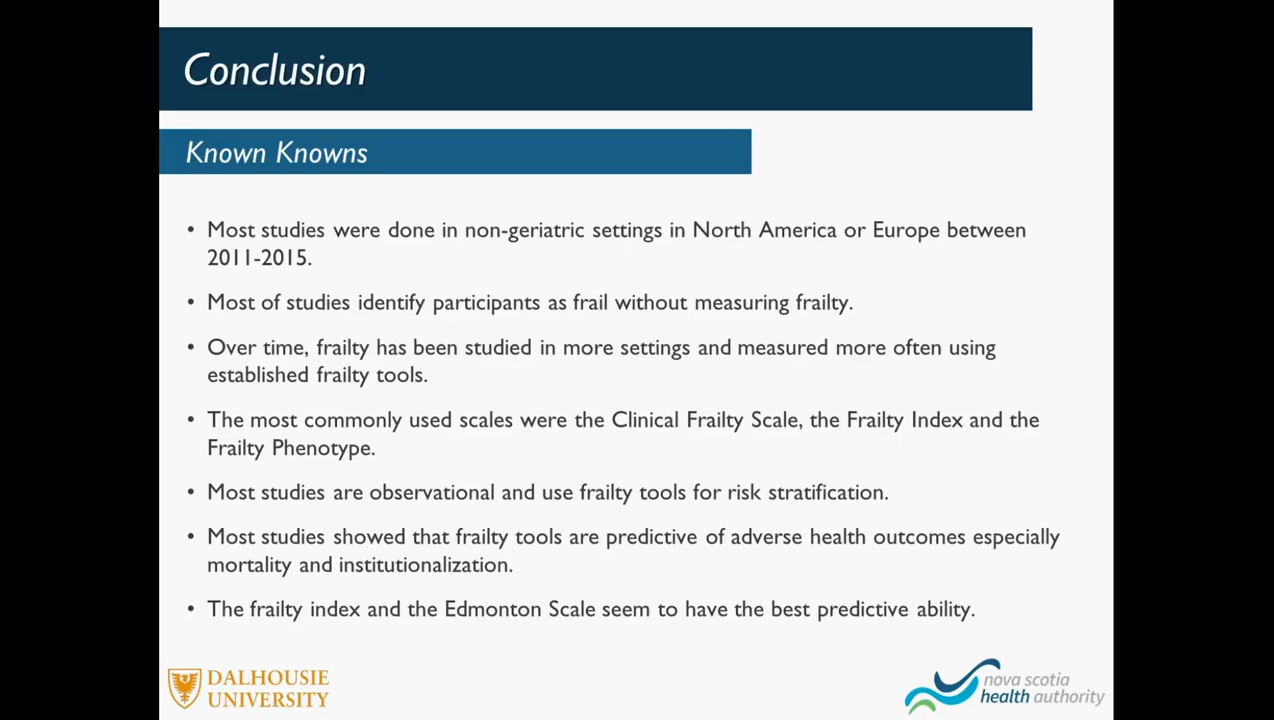 Conclusion
Known Knowns
• Most studies were done in non-geriatric settings in North America or Europe between
2011-2015.
• Most of studies identify participants as frail without measuring frailty.
• Over time, frailty has been studied in more settings and measured more often using
established frailty tools.
• The most commonly used scales were the Clinical Frailty Scale, the Frailty Index and the
Frailty Phenotype.
• Most studies are observational and use frailty tools for risk stratification.
• Most studies showed that frailty tools are predictive of adverse health outcomes especially
mortality and institutionalization.
• The frailty index and the Edmonton Scale seem to have the best predictive ability.
DALHOUSIE
UNIVERSITY
nova scotia
health authority